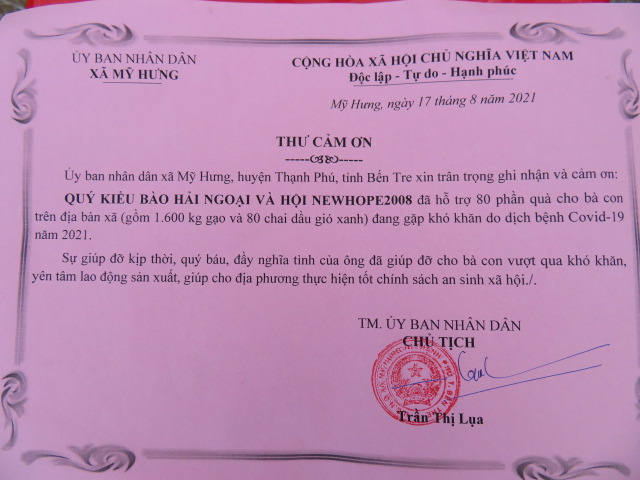 ỦY BAN NHÂN DÂN
XÃ MỸ HƯNG
CỘNG HÒA XÃ HỘI CHỦ NGHĨA VIỆT NAM
Độc lập - Tự do - Hạnh phúc
Mỹ Hưng, ngày 17 tháng 8 năm 2021
THƯ CẢM ƠN
Ủy ban nhân dân xã Mỹ Hưng, huyện Thạnh Phú, tỉnh Bến Tre xin trân trọng ghi nhận và cảm ơn:
QUÝ KIỀU BÀO HẢI NGOẠI VÀ HỘI NEWHOPE2008 đã hỗ trợ 80 phần quà cho bà con
trên địa bàn xã (gồm 1.600 kg gạo và 80 chai dầu gió xanh) đang gặp khó khăn do dịch bệnh Covid-19
năm 2021.
Sự giúp đỡ kịp thời, quý báu, đầy nghĩa tình của ông đã giúp đỡ cho bà con vượt qua khó khăn,
yên tâm lao động sản xuất, giúp cho địa phương thực hiện tốt chính sách an sinh xã hội./.
TM. ỦY BAN NHÂN DÂN
CHỦ TỊCH
Trần Thị Lụa